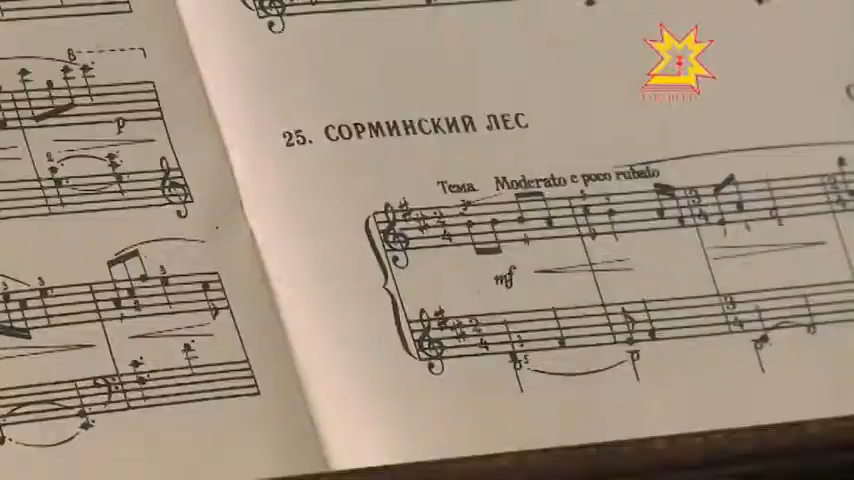 25. СОРМИНСКИЙ ЛЕС
Тема Moderato e poco rubato
mf
p